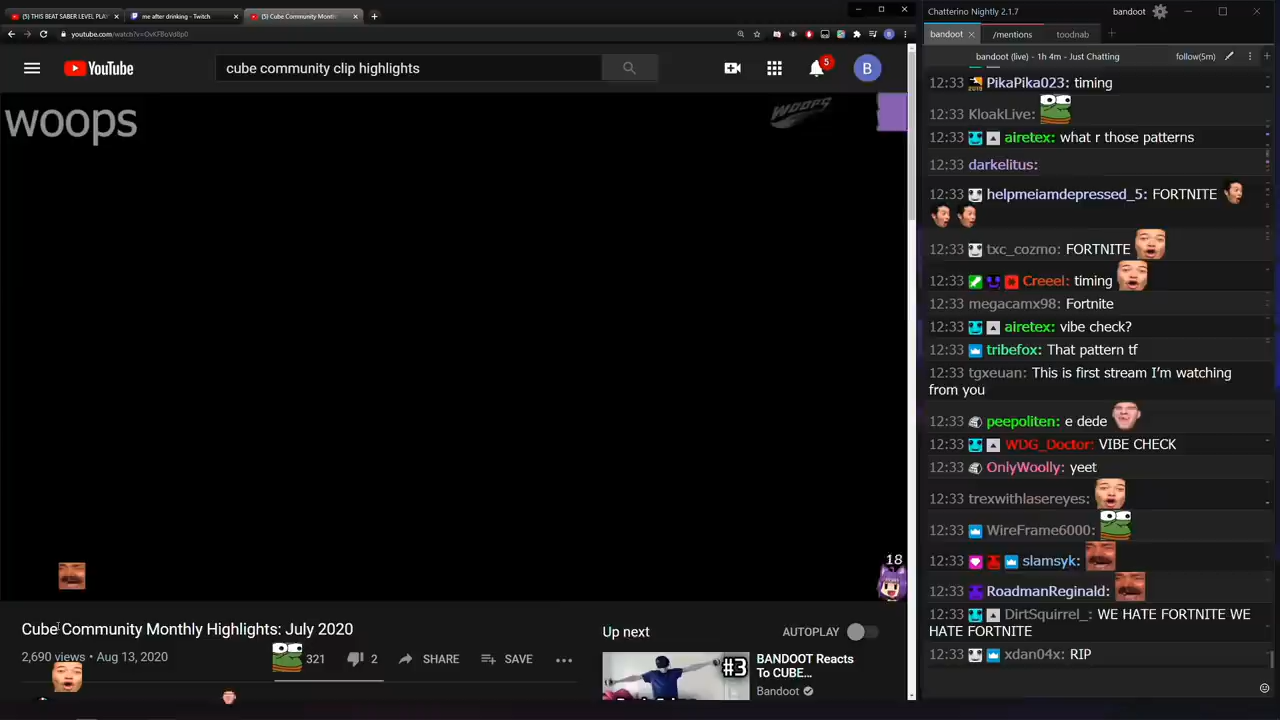 (5) THIS BEAT SABER LEVEL PLAY
me after drinking - Twitch
(5) Cube Community Month
youtube.com/watch?v=OvKFBoVd8p0
YouTube
cube community clip highlights
5
B
woops
WOOPS
18
Cube Community Monthly Highlights: July 2020
2,690 views • Aug 13, 2020
321
2
SHARE
SAVE
Up next
AUTOPLAY
#3
BANDOOT Reacts
To CUBE...
Bandoot
Chatterino Nightly 2.1.7
bandoot
bandoot
/mentions
toodnab
bandoot (live) - 1h 4m - Just Chatting
follow(5m)
12:33 PikaPika023: timing
12:33 KloakLive:
12:33 airetex: what r those patterns
12:33 darkelitus:
12:33 helpmeiamdepressed_5: FORTNITE
12:33 txc_cozmo: FORTNITE
12:33 Creeel: timing
12:33 megacamx98: Fortnite
12:33 airetex: vibe check?
12:33 tribefox: That pattern tf
12:33 tgxeuan: This is first stream I'm watching
from you
12:33 peepoliten: e dede
12:33 WDG_Doctor: VIBE CHECK
12:33 OnlyWoolly: yeet
12:33 trexwithlasereyes:
12:33 WireFrame6000:
12:33 slamsyk:
12:33 RoadmanReginald:
12:33 DirtSquirrel_: WE HATE FORTNITE WE
HATE FORTNITE
12:33 xdan04x: RIP